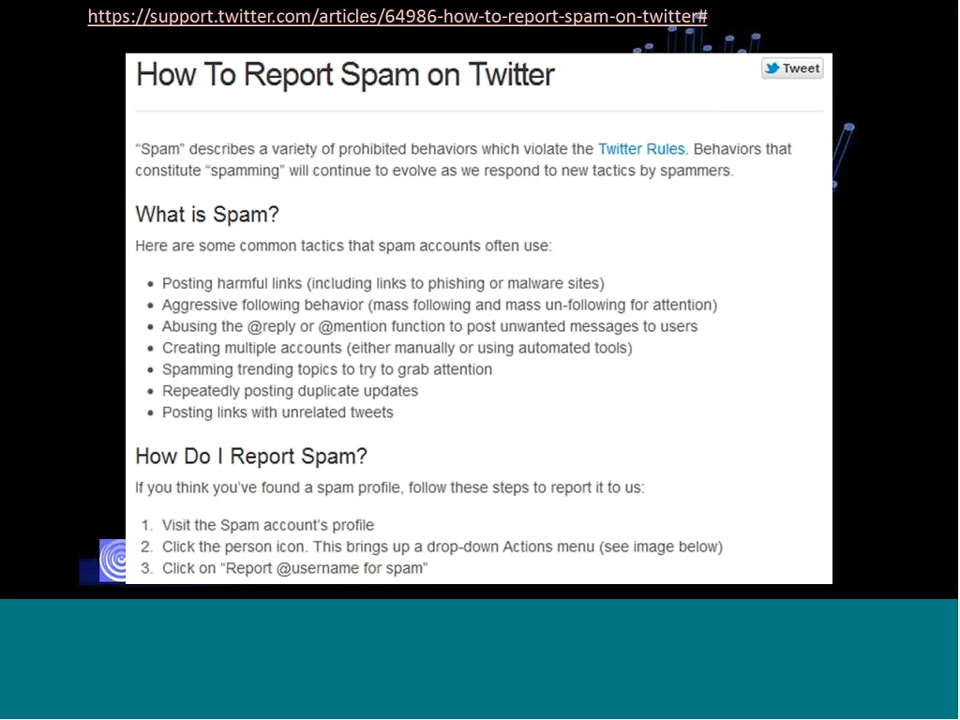 https://support.twitter.com/articles/64986-how-to-report-spam-on-twitter#
How To Report Spam on Twitter
Tweet
“Spam” describes a variety of prohibited behaviors which violate the Twitter Rules. Behaviors that
constitute “spamming” will continue to evolve as we respond to new tactics by spammers.
What is Spam?
Here are some common tactics that spam accounts often use:
• Posting harmful links (including links to phishing or malware sites)
• Aggressive following behavior (mass following and mass un-following for attention)
• Abusing the @reply or @mention function to post unwanted messages to users
• Creating multiple accounts (either manually or using automated tools)
• Spamming trending topics to try to grab attention
• Repeatedly posting duplicate updates
• Posting links with unrelated tweets
How Do I Report Spam?
If you think you’ve found a spam profile, follow these steps to report it to us:
1. Visit the Spam account’s profile
2. Click the person icon. This brings up a drop-down Actions menu (see image below)
3. Click on “Report @username for spam”